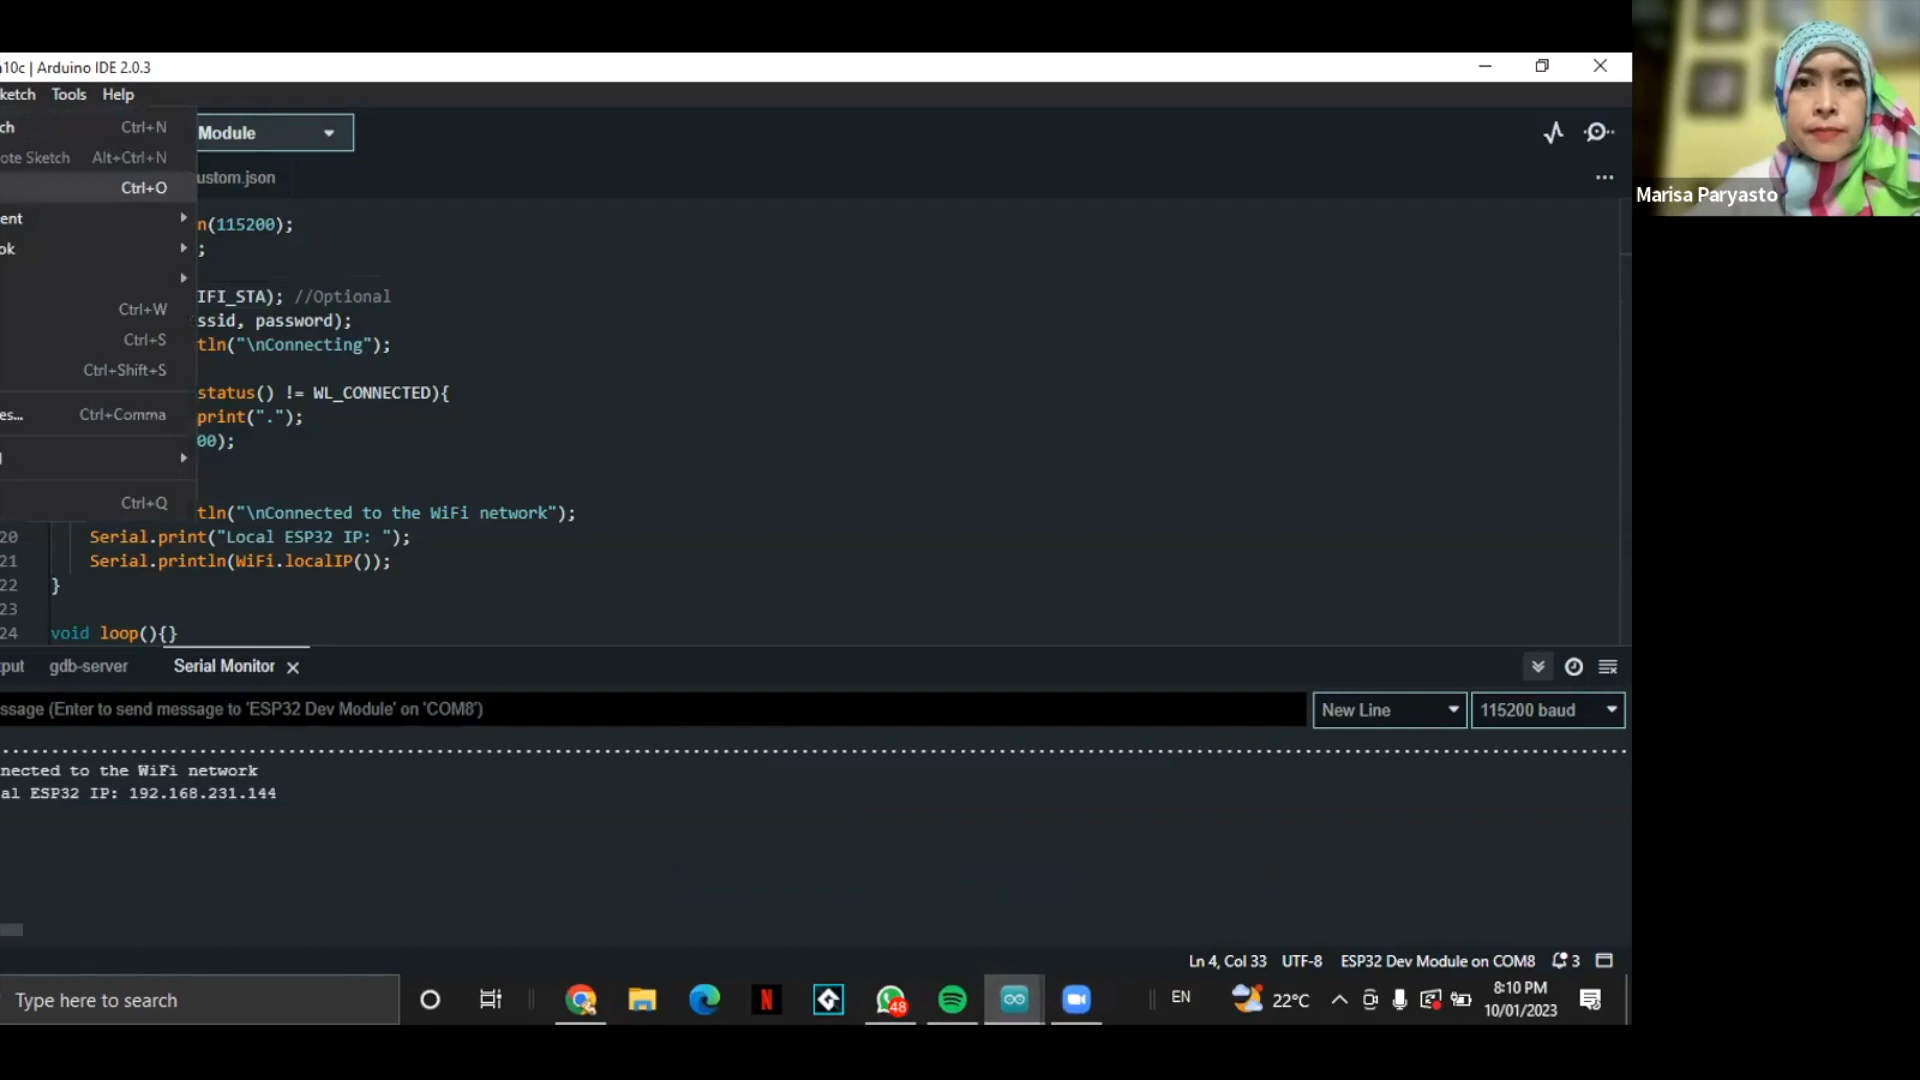 10c | Arduino IDE 2.0.3
ketch Tools Help
ch Ctrl+N
ote Sketch Alt+Ctrl+N
Ctrl+O
ent
ok
Ctrl+W
Ctrl+S
Ctrl+Shift+S
es... Ctrl+Comma
Ctrl+Q
Module
ustom.json
n(115200);
;
IFI_STA); //Optional
ssid, password);
tln("\nConnecting");
status() != WL_CONNECTED){
print(".");
00);
tln("\nConnected to the WiFi network");
20 Serial.print("Local ESP32 IP: ");
21 Serial.println(WiFi.localIP());
22 }
23
24 void loop(){}
put gdb-server Serial Monitor
ssage (Enter to send message to 'ESP32 Dev Module' on 'COM8')
New Line 115200 baud
nected to the WiFi network
al ESP32 IP: 192.168.231.144
Ln 4, Col 33 UTF-8 ESP32 Dev Module on COM8 3
Type here to search
N
48
EN
22°C
8:10 PM
10/01/2023
Marisa Paryasto